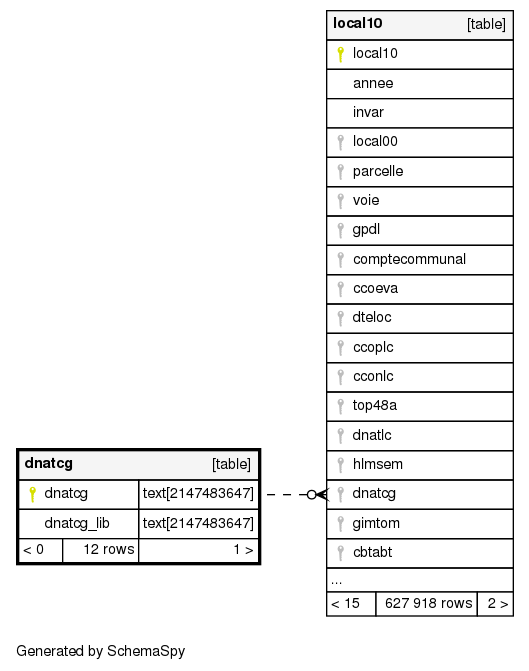 local10 [table]
local10
annee
invar
local00
parcelle
voie
gpdl
comptecommunal
ccoeva
dteloc
ccoplc
cconlc
top48a
dnatlc
hlmsem
dnatcg
gimtom
cbtabt
...
< 15 627 918 rows 2 >
dnatcg [table]
dnatcg text[2147483647]
dnatcg_lib text[2147483647]
< 0 12 rows 1 >
Generated by SchemaSpy